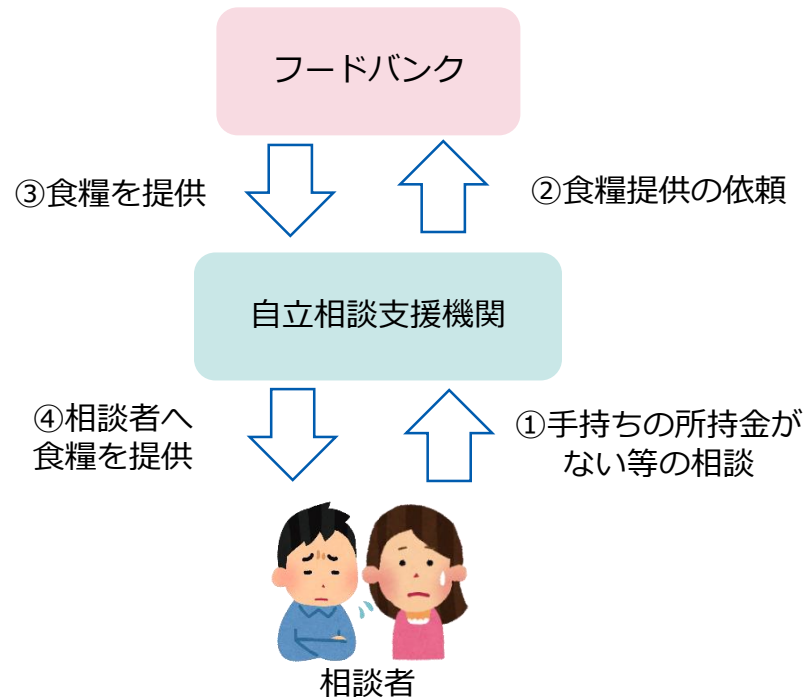 フードバンク
③食糧を提供
②食糧提供の依頼
自立相談支援機関
④相談者へ
食糧を提供
①手持ちの所持金が
ない等の相談
相談者